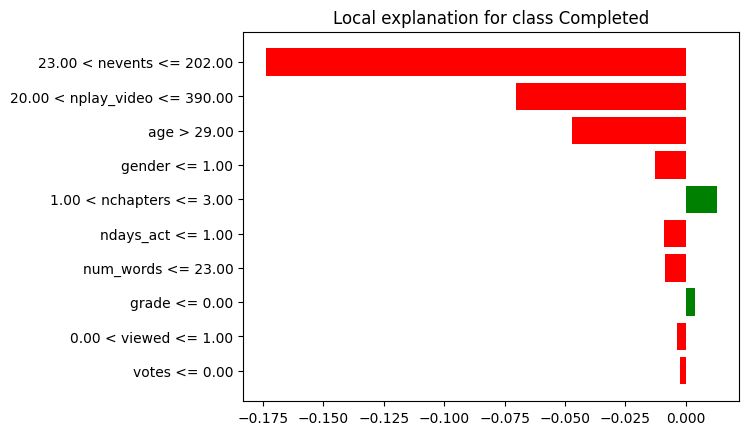 Local explanation for class Completed
23.00 < nevents <= 202.00
20.00 < nplay_video <= 390.00
age > 29.00
gender <= 1.00
1.00 < nchapters <= 3.00
ndays_act <= 1.00
num_words <= 23.00
grade <= 0.00
0.00 < viewed <= 1.00
votes <= 0.00
−0.175 −0.150 −0.125 −0.100 −0.075 −0.050 −0.025 0.000